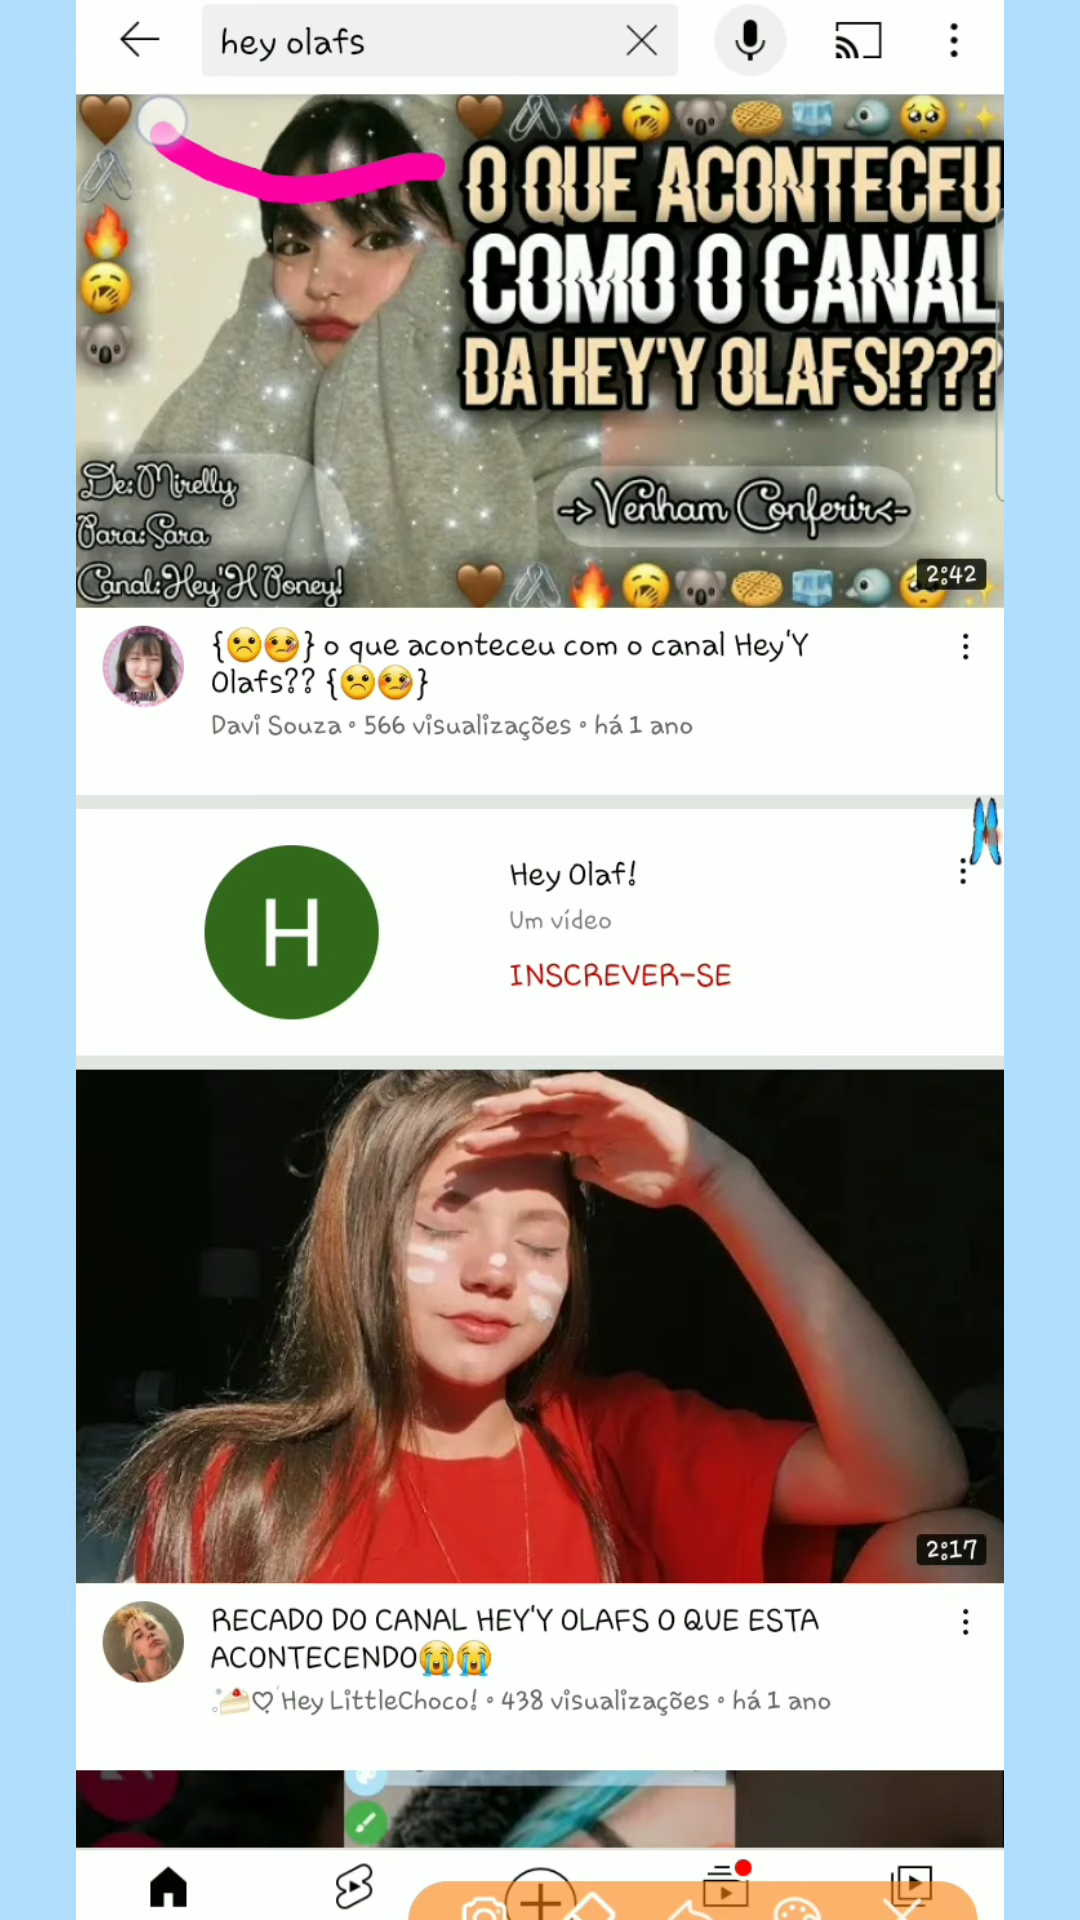 hey olafs
O QUE ACONTECEU
COMO O CANAL
DA HEY'Y OLAFS!???
De:Mirelly
Para:Sara
Canal:Hey'H Poney!
->Venham Conferir<-
2:42
{☹️🤒} o que aconteceu com o canal Hey'Y
Olafs?? {☹️🤒}
Davi Souza • 566 visualizações • há 1 ano
H
Hey Olaf!
Um vídeo
INSCREVER-SE
2:17
RECADO DO CANAL HEY'Y OLAFS O QUE ESTA
ACONTECENDO😭😭
🍰♡ Hey LittleChoco! • 438 visualizações • há 1 ano